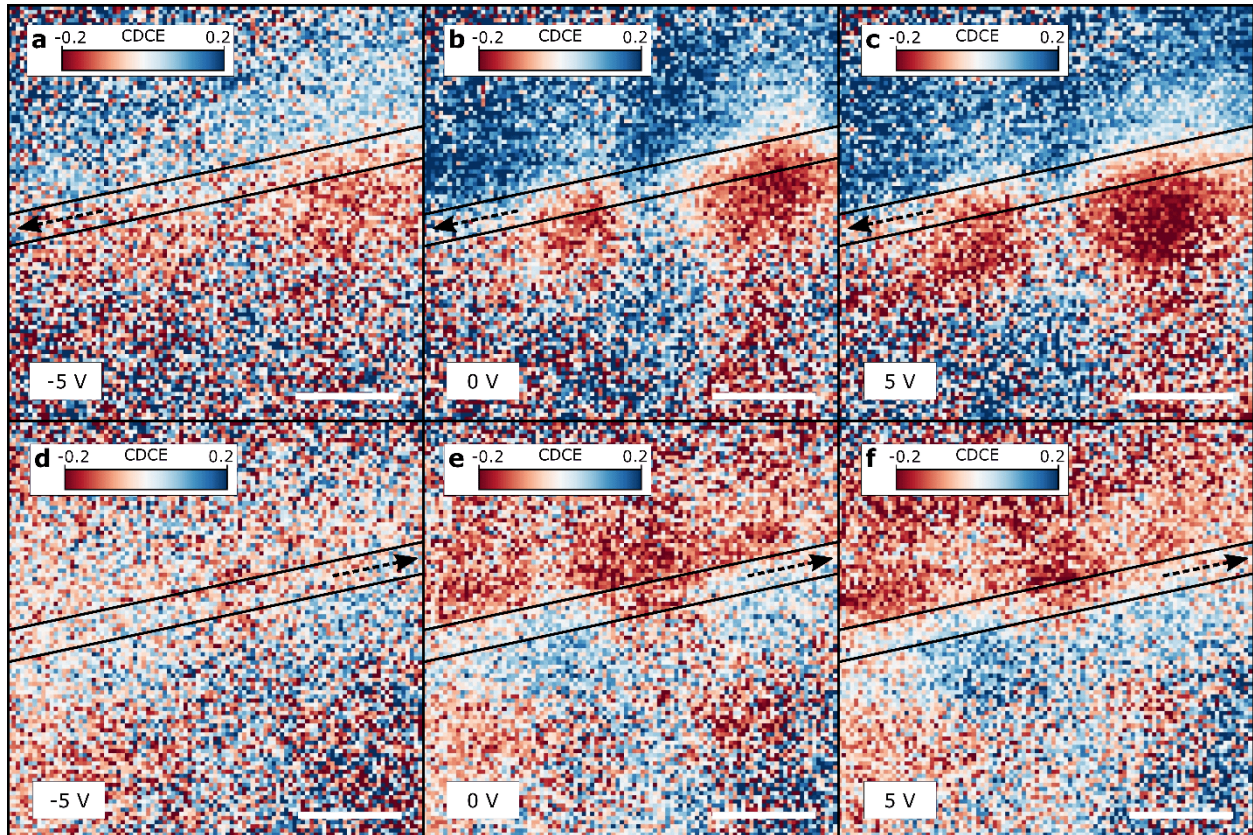 a -0.2 CDCE 0.2
b -0.2 CDCE 0.2
c -0.2 CDCE 0.2
-5 V
0 V
5 V
d -0.2 CDCE 0.2
e -0.2 CDCE 0.2
f -0.2 CDCE 0.2
-5 V
0 V
5 V